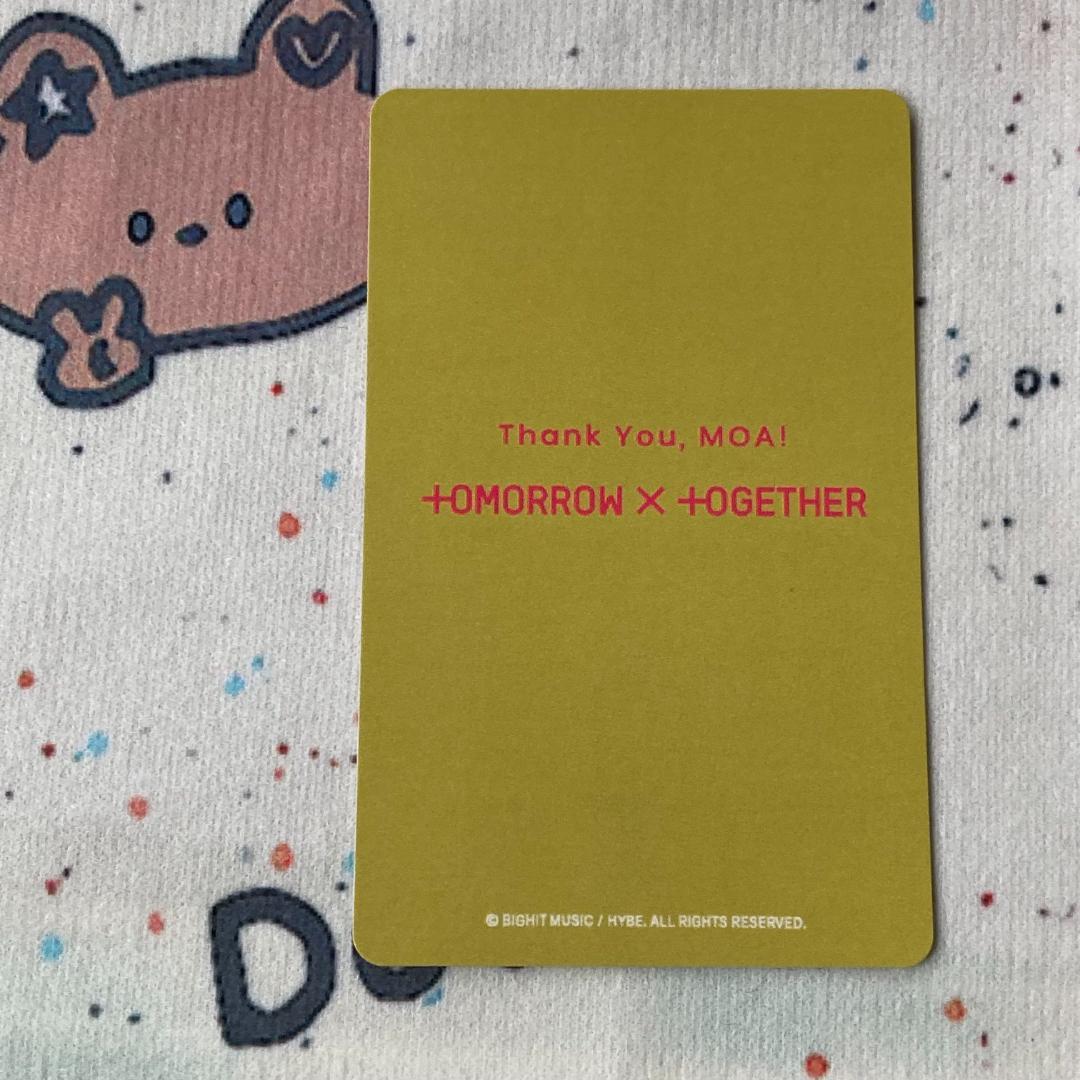 Thank You, MOA!
TOMORROW X TOGETHER
© BIGHIT MUSIC / HYBE. ALL RIGHTS RESERVED.